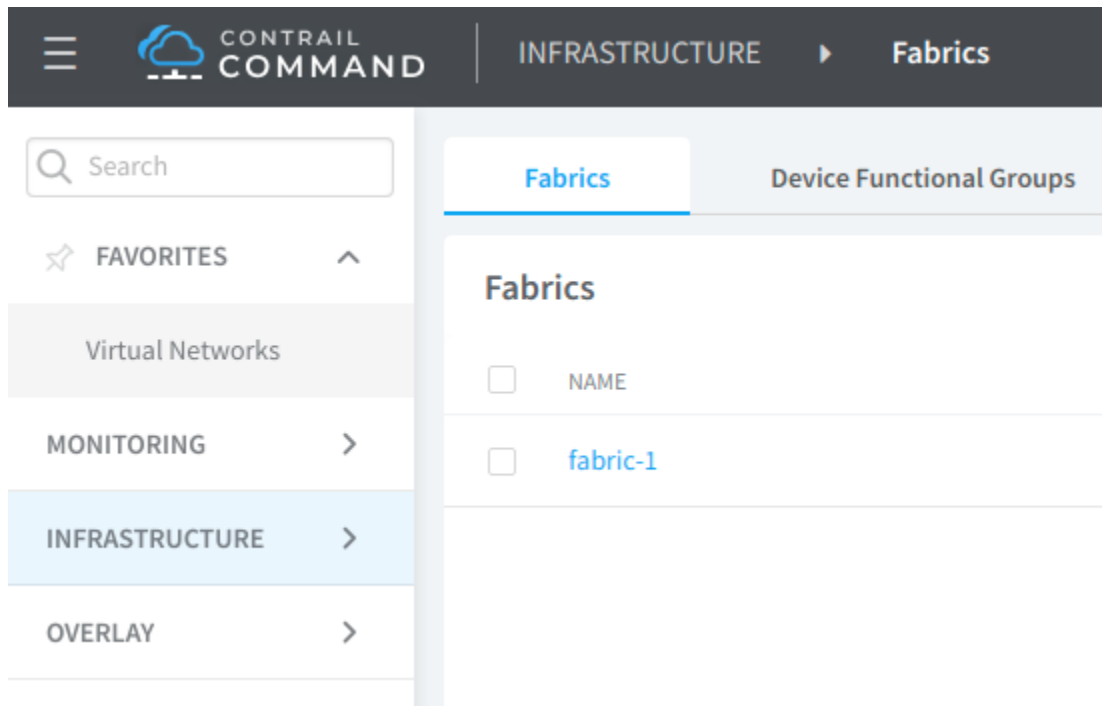 CONTRAIL
COMMAND
INFRASTRUCTURE
Fabrics
Search
FAVORITES
Virtual Networks
MONITORING
INFRASTRUCTURE
OVERLAY
Fabrics
Device Functional Groups
Fabrics
NAME
fabric-1